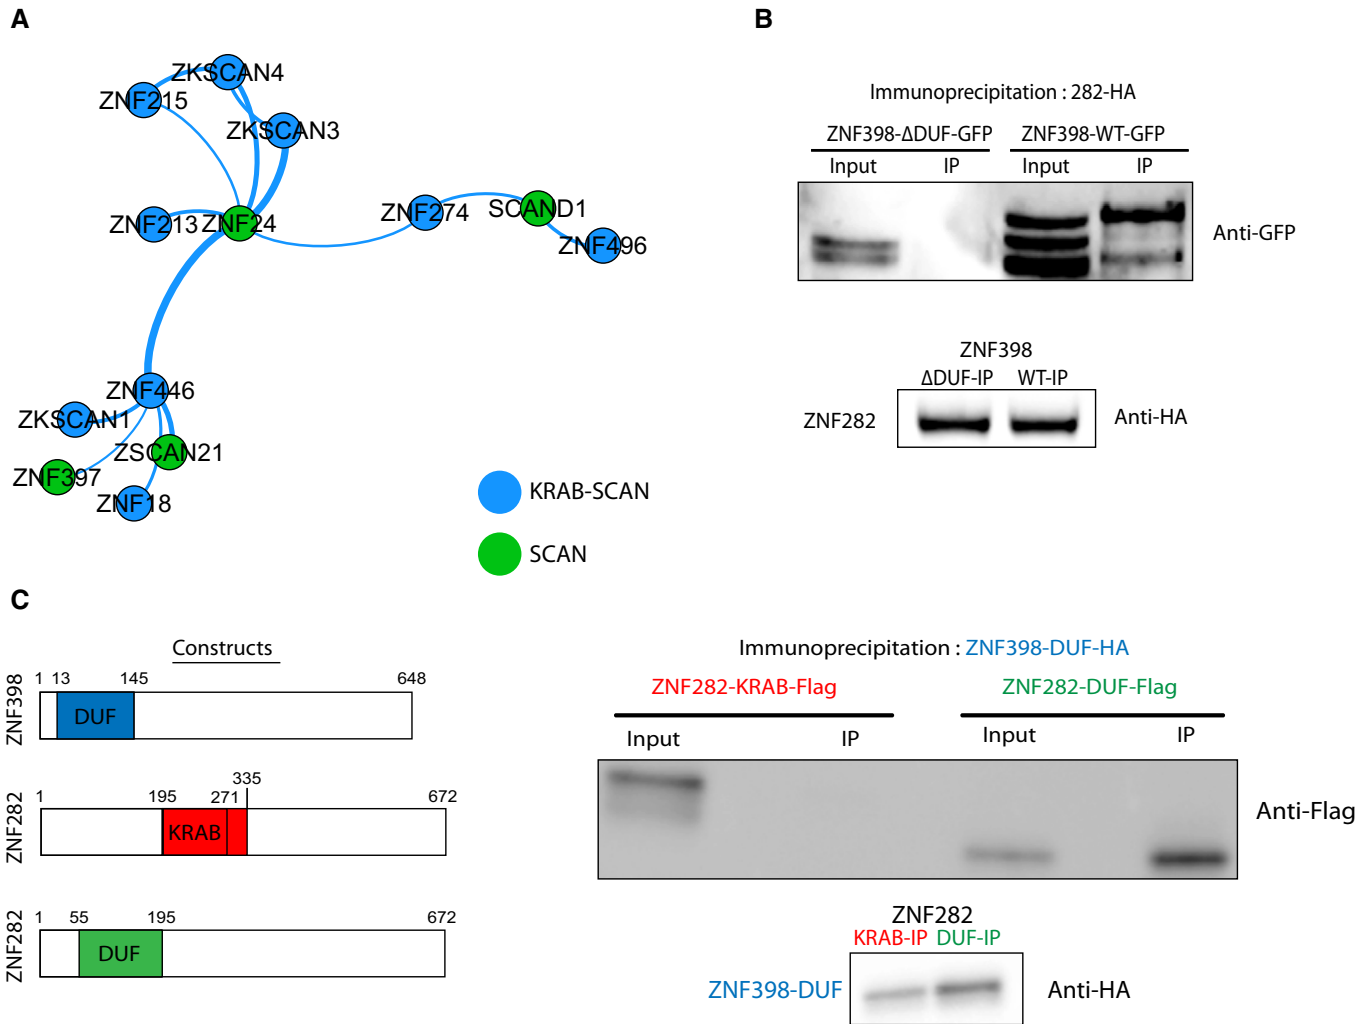 A
ZKSCAN4
ZNF215
ZKSCAN3
ZNF213
ZNF24
ZNF274
SCAND1
ZNF496
ZNF446
ZKSCAN1
ZSCAN21
ZNF397
ZNF18
KRAB-SCAN
SCAN
B
Immunoprecipitation : 282-HA
ZNF398-ΔDUF-GFP ZNF398-WT-GFP
Input IP Input IP
Anti-GFP
ZNF398
ΔDUF-IP WT-IP
ZNF282
Anti-HA
C
Constructs
ZNF398
1 13 145 648
DUF
ZNF282
1 195 271 335 672
KRAB
ZNF282
1 55 195 672
DUF
Immunoprecipitation : ZNF398-DUF-HA
ZNF282-KRAB-Flag ZNF282-DUF-Flag
Input IP Input IP
Anti-Flag
ZNF282
KRAB-IP DUF-IP
ZNF398-DUF
Anti-HA